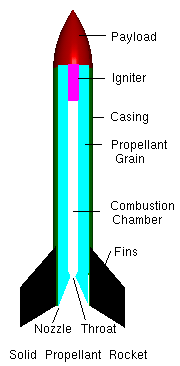 Payload
Igniter
Casing
Propellant
Grain
Combustion
Chamber
Fins
Nozzle Throat
Solid Propellant Rocket